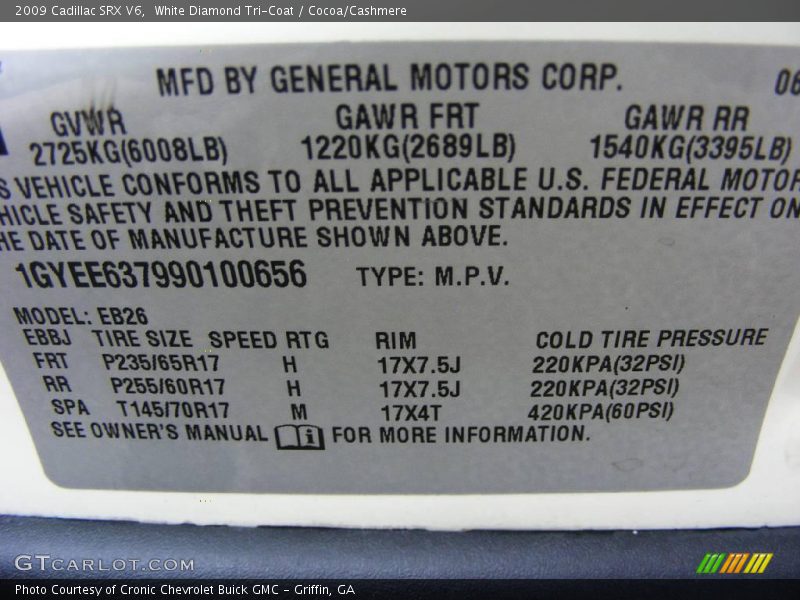 2009 Cadillac SRX V6,  White Diamond Tri-Coat / Cocoa/Cashmere
MFD BY GENERAL MOTORS CORP. 06
GVWR GAWR FRT GAWR RR
2725KG(6008LB) 1220KG(2689LB) 1540KG(3395LB)
S VEHICLE CONFORMS TO ALL APPLICABLE U.S. FEDERAL MOTOR
HICLE SAFETY AND THEFT PREVENTION STANDARDS IN EFFECT ON
HE DATE OF MANUFACTURE SHOWN ABOVE.
1GYEE637990100656 TYPE: M.P.V.
MODEL: EB26
EBBJ TIRE SIZE SPEED RTG RIM COLD TIRE PRESSURE
FRT P235/65R17 H 17X7.5J 220KPA(32PSI)
RR P255/60R17 H 17X7.5J 220KPA(32PSI)
SPA T145/70R17 M 17X4T 420KPA(60PSI)
SEE OWNER'S MANUAL i FOR MORE INFORMATION.
GTCARLOT.COM
Photo Courtesy of Cronic Chevrolet Buick GMC - Griffin, GA